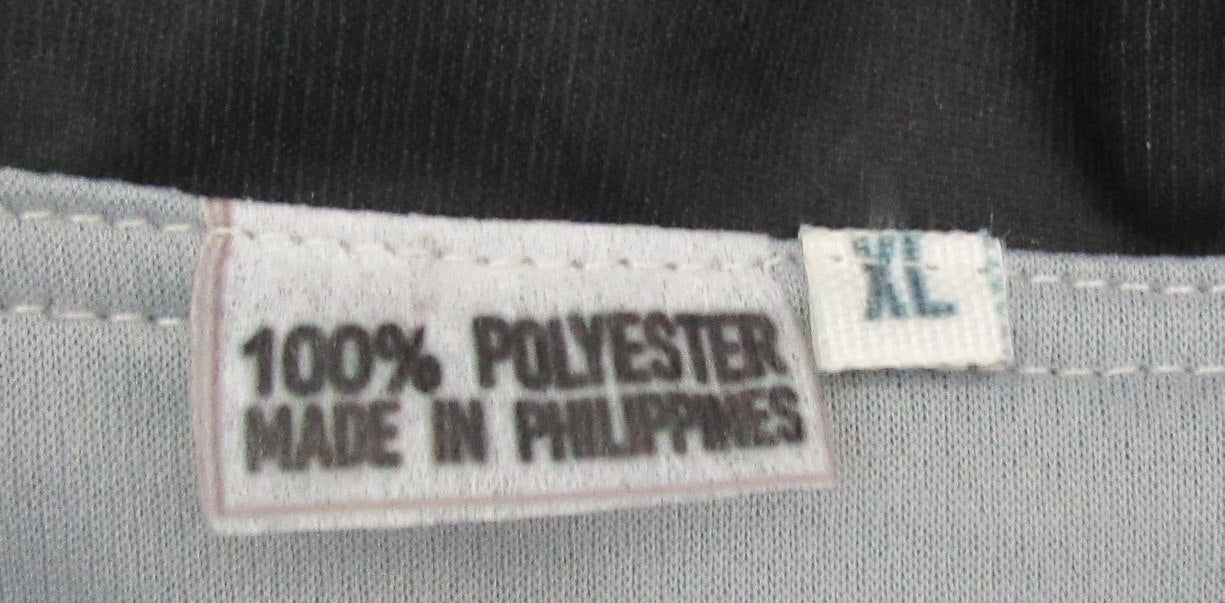 100% POLYESTER
MADE IN PHILIPPINES
XL